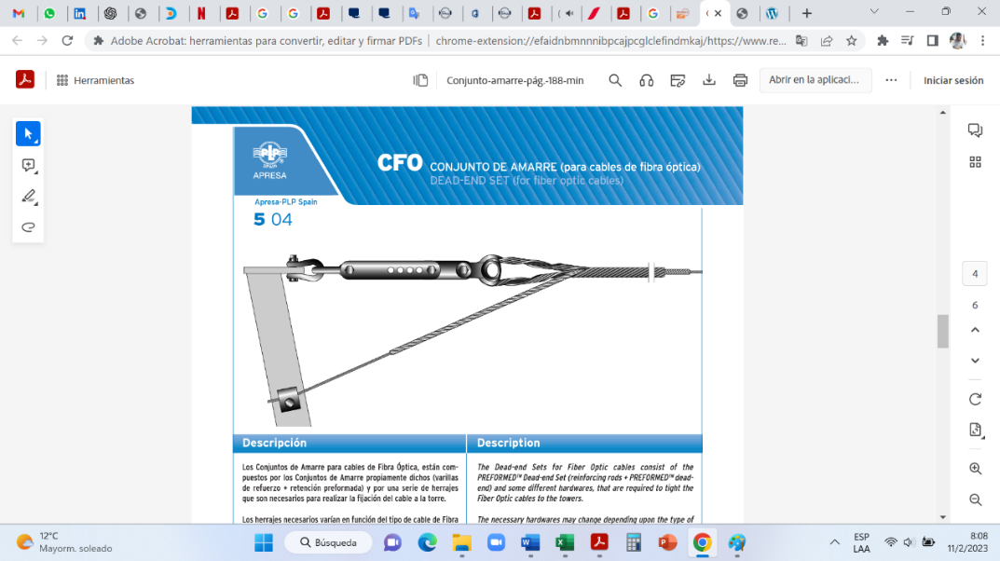 Adobe Acrobat: herramientas para convertir, editar y firmar PDFs | chrome-extension://efaidnbmnnnibpcajpcglclefindmkaj/https://www.re...
Herramientas
Conjunto-amarre-pág.-188-min
Abrir en la aplicaci...
Iniciar sesión
PLP
SPAIN
APRESA
CFO CONJUNTO DE AMARRE (para cables de fibra óptica)
DEAD-END SET (for fiber optic cables)
Apresa-PLP Spain
5 04
4
6
Descripción
Los Conjuntos de Amarre para cables de Fibra Óptica, están com-
puestos por los Conjuntos de Amarre propiamente dichos (varillas
de refuerzo + retención preformada) y por una serie de herrajes
que son necesarios para realizar la fijación del cable a la torre.
Los herrajes necesarios varían en función del tipo de cable de Fibra
Description
The Dead-end Sets for Fiber Optic cables consist of the
PREFORMED™ Dead-end Set (reinforcing rods + PREFORMED™ dead-
end) and some different hardwares, that are required to tight the
Fiber Optic cables to the towers.
The necessary hardwares may change depending upon the type of
12°C
Mayorm. soleado
Búsqueda
ESP
LAA
8:08
11/2/2023